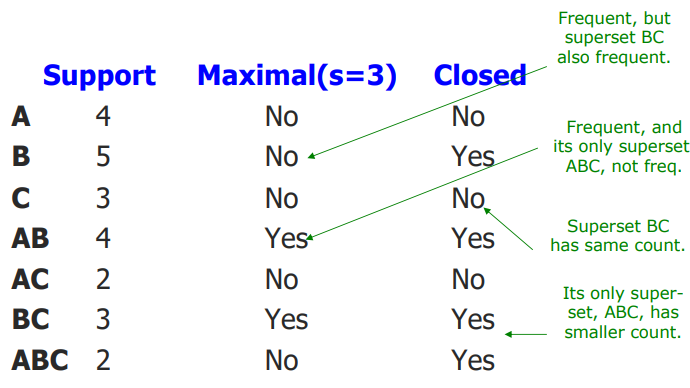 Frequent, but
superset BC
also frequent.
Support Maximal(s=3) Closed
A 4 No No
B 5 No Yes
C 3 No No
AB 4 Yes Yes
AC 2 No No
BC 3 Yes Yes
ABC 2 No Yes
Frequent, and
its only superset
ABC, not freq.
Superset BC
has same count.
Its only super-
set, ABC, has
smaller count.